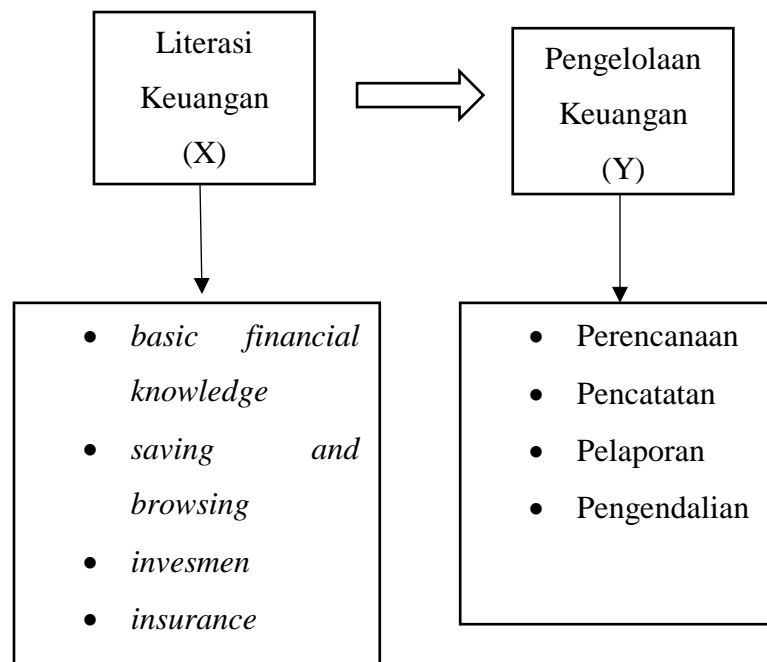 Literasi
Keuangan
(X)
Pengelolaan
Keuangan
(Y)
• basic financial
knowledge
• saving and
browsing
• invesmen
• insurance
• Perencanaan
• Pencatatan
• Pelaporan
• Pengendalian